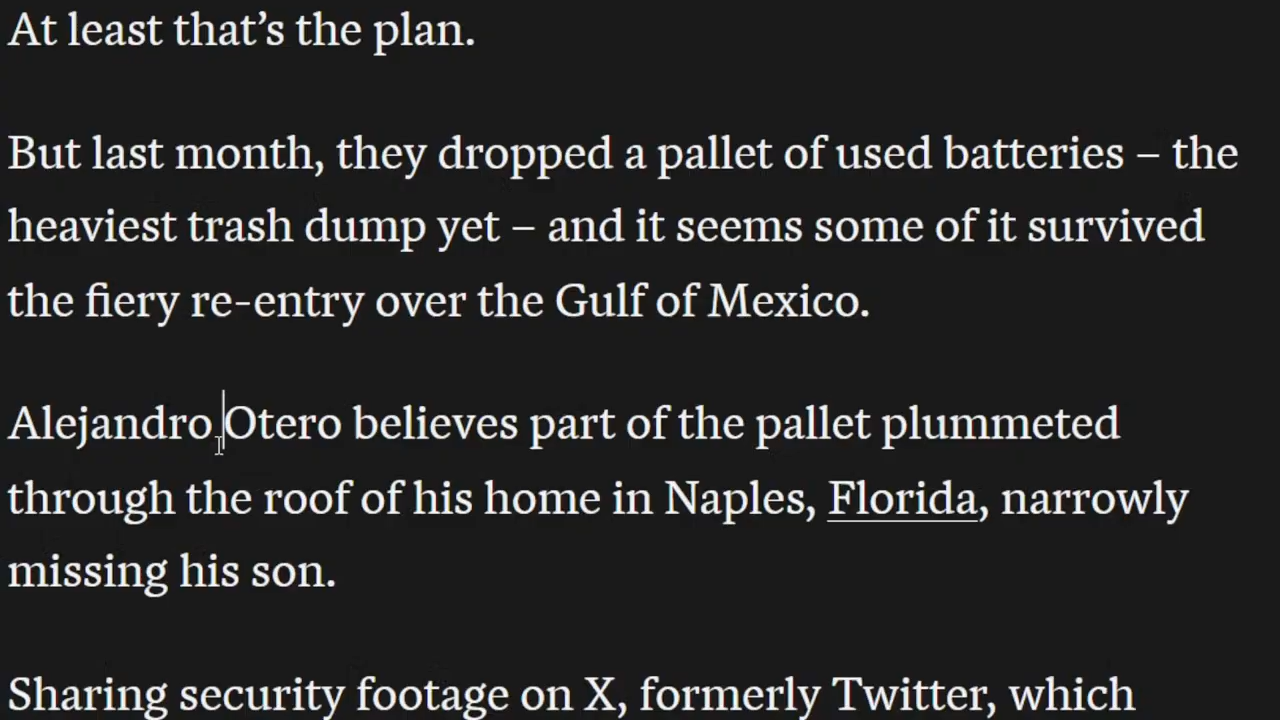 At least that’s the plan.
But last month, they dropped a pallet of used batteries – the
heaviest trash dump yet – and it seems some of it survived
the fiery re-entry over the Gulf of Mexico.
Alejandro Otero believes part of the pallet plummeted
through the roof of his home in Naples, Florida, narrowly
missing his son.
Sharing security footage on X, formerly Twitter, which